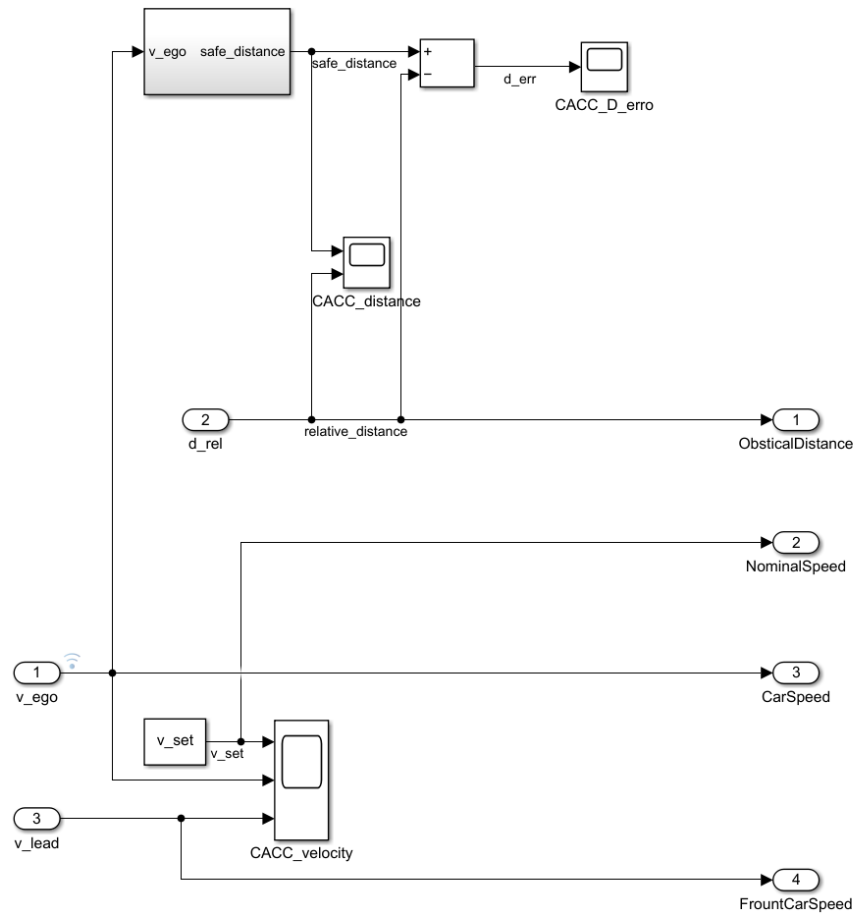 v_ego safe_distance
safe_distance
+
−
d_err
CACC_D_erro
CACC_distance
2
d_rel
relative_distance
1
ObsticalDistance
2
NominalSpeed
1
v_ego
3
CarSpeed
v_set
v_set
3
v_lead
CACC_velocity
4
FrountCarSpeed